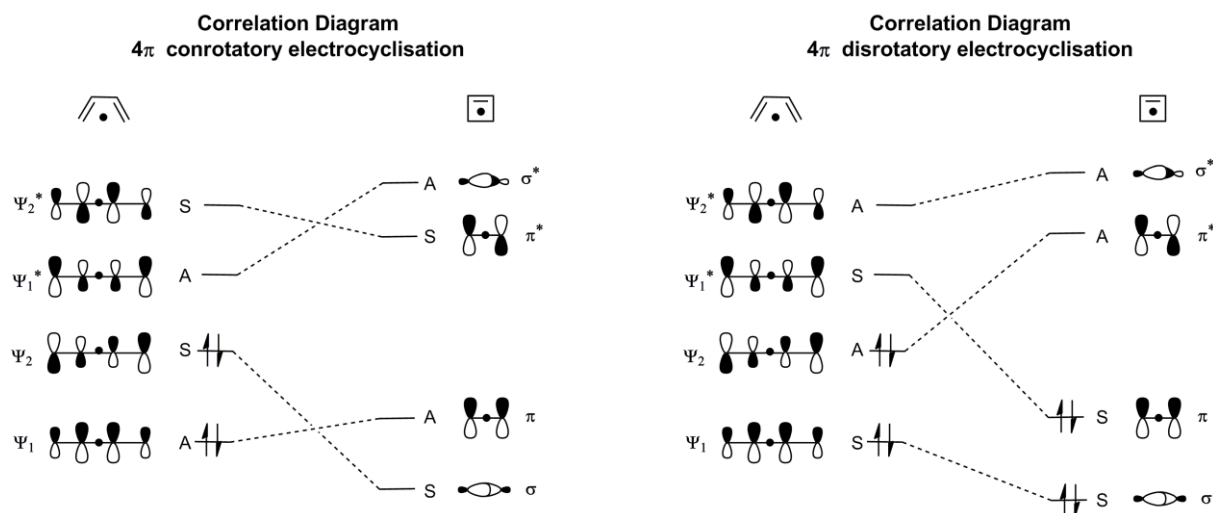 Correlation Diagram
4π conrotatory electrocyclisation
Ψ₂* S A σ*
S π*
Ψ₁* A
Ψ₂ S
A π
Ψ₁ A
S σ
Correlation Diagram
4π disrotatory electrocyclisation
A σ*
Ψ₂* A
A π*
Ψ₁* S
Ψ₂ A
S π
Ψ₁ S
S σ